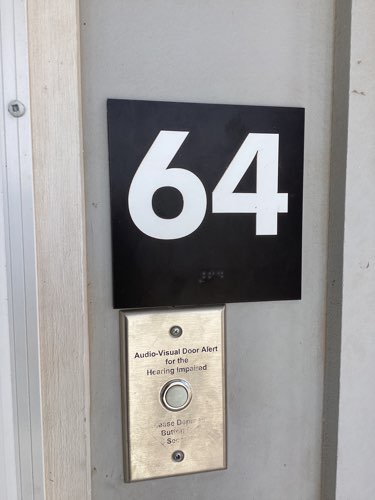 64
Audio-Visual Door Alert
for the
Hearing Impaired